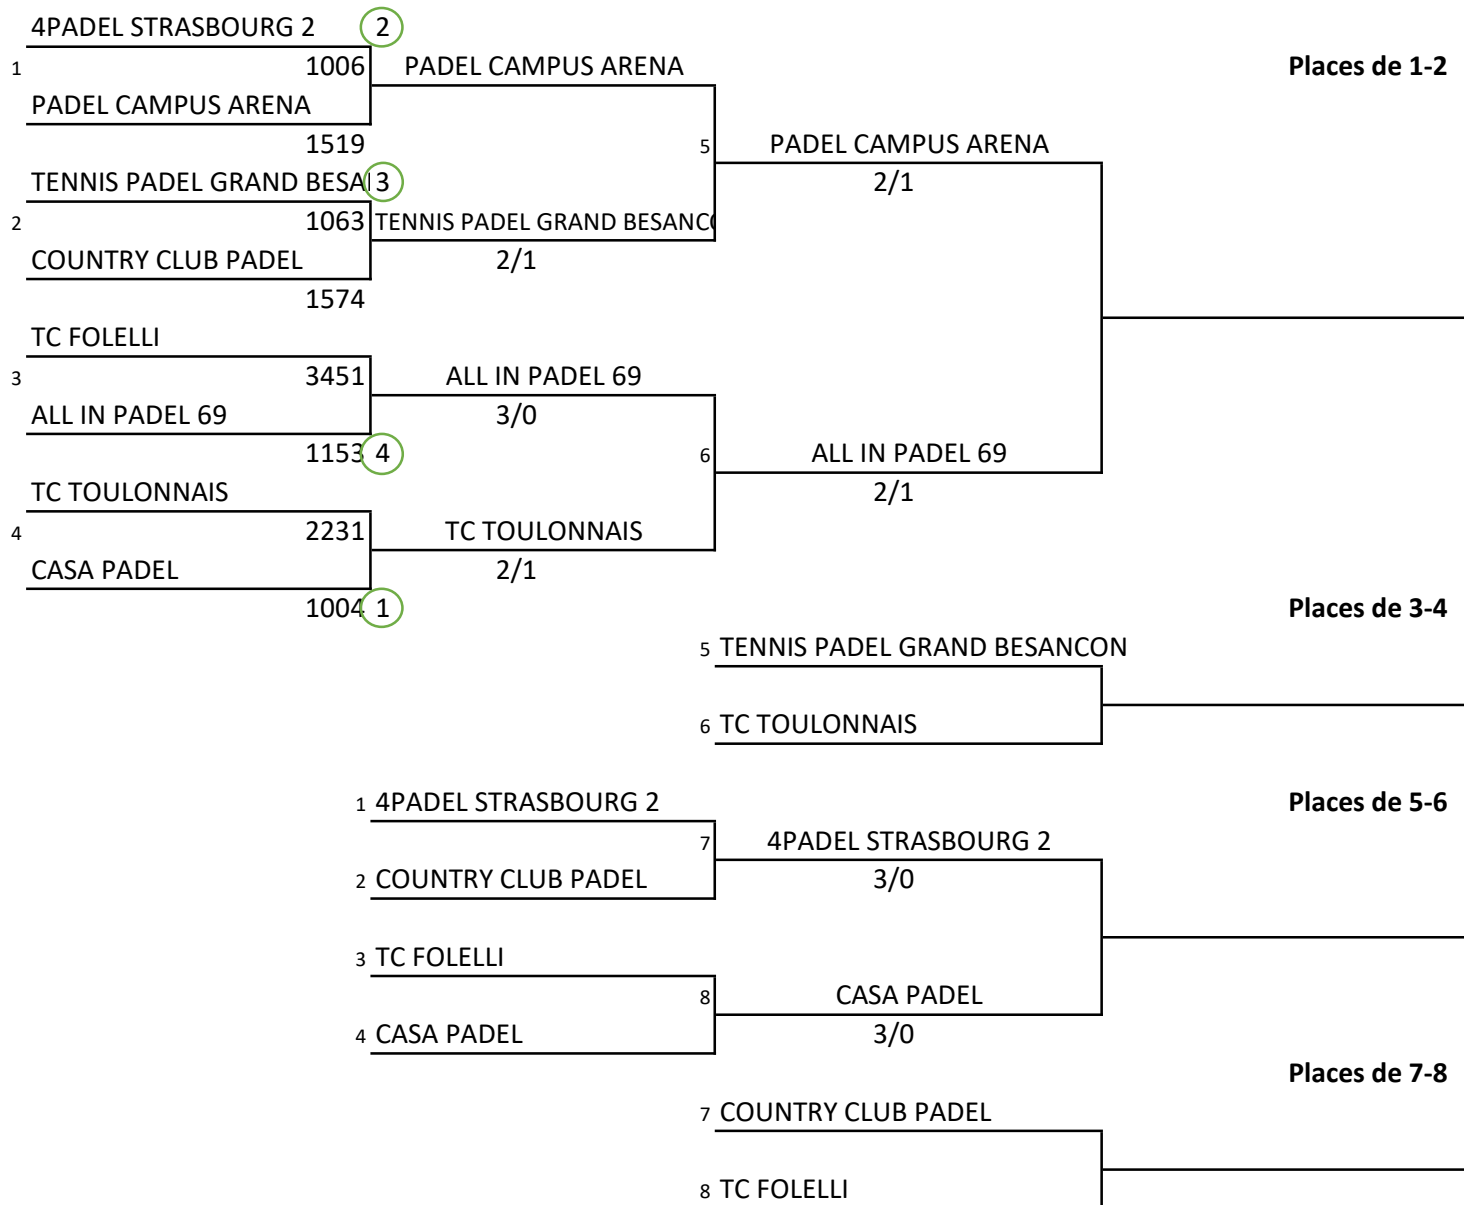 4PADEL STRASBOURG 2 2
1 1006 PADEL CAMPUS ARENA Places de 1-2
PADEL CAMPUS ARENA
1519 5 PADEL CAMPUS ARENA
TENNIS PADEL GRAND BESA 3 2/1
2 1063 TENNIS PADEL GRAND BESANC
COUNTRY CLUB PADEL 2/1
1574
TC FOLELLI
3 3451 ALL IN PADEL 69
ALL IN PADEL 69 3/0
1153 4 6 ALL IN PADEL 69
TC TOULONNAIS 2/1
4 2231 TC TOULONNAIS
CASA PADEL 2/1
1004 1 Places de 3-4
5 TENNIS PADEL GRAND BESANCON
6 TC TOULONNAIS
1 4PADEL STRASBOURG 2 Places de 5-6
7 4PADEL STRASBOURG 2
2 COUNTRY CLUB PADEL 3/0
3 TC FOLELLI
8 CASA PADEL
4 CASA PADEL 3/0
Places de 7-8
7 COUNTRY CLUB PADEL
8 TC FOLELLI